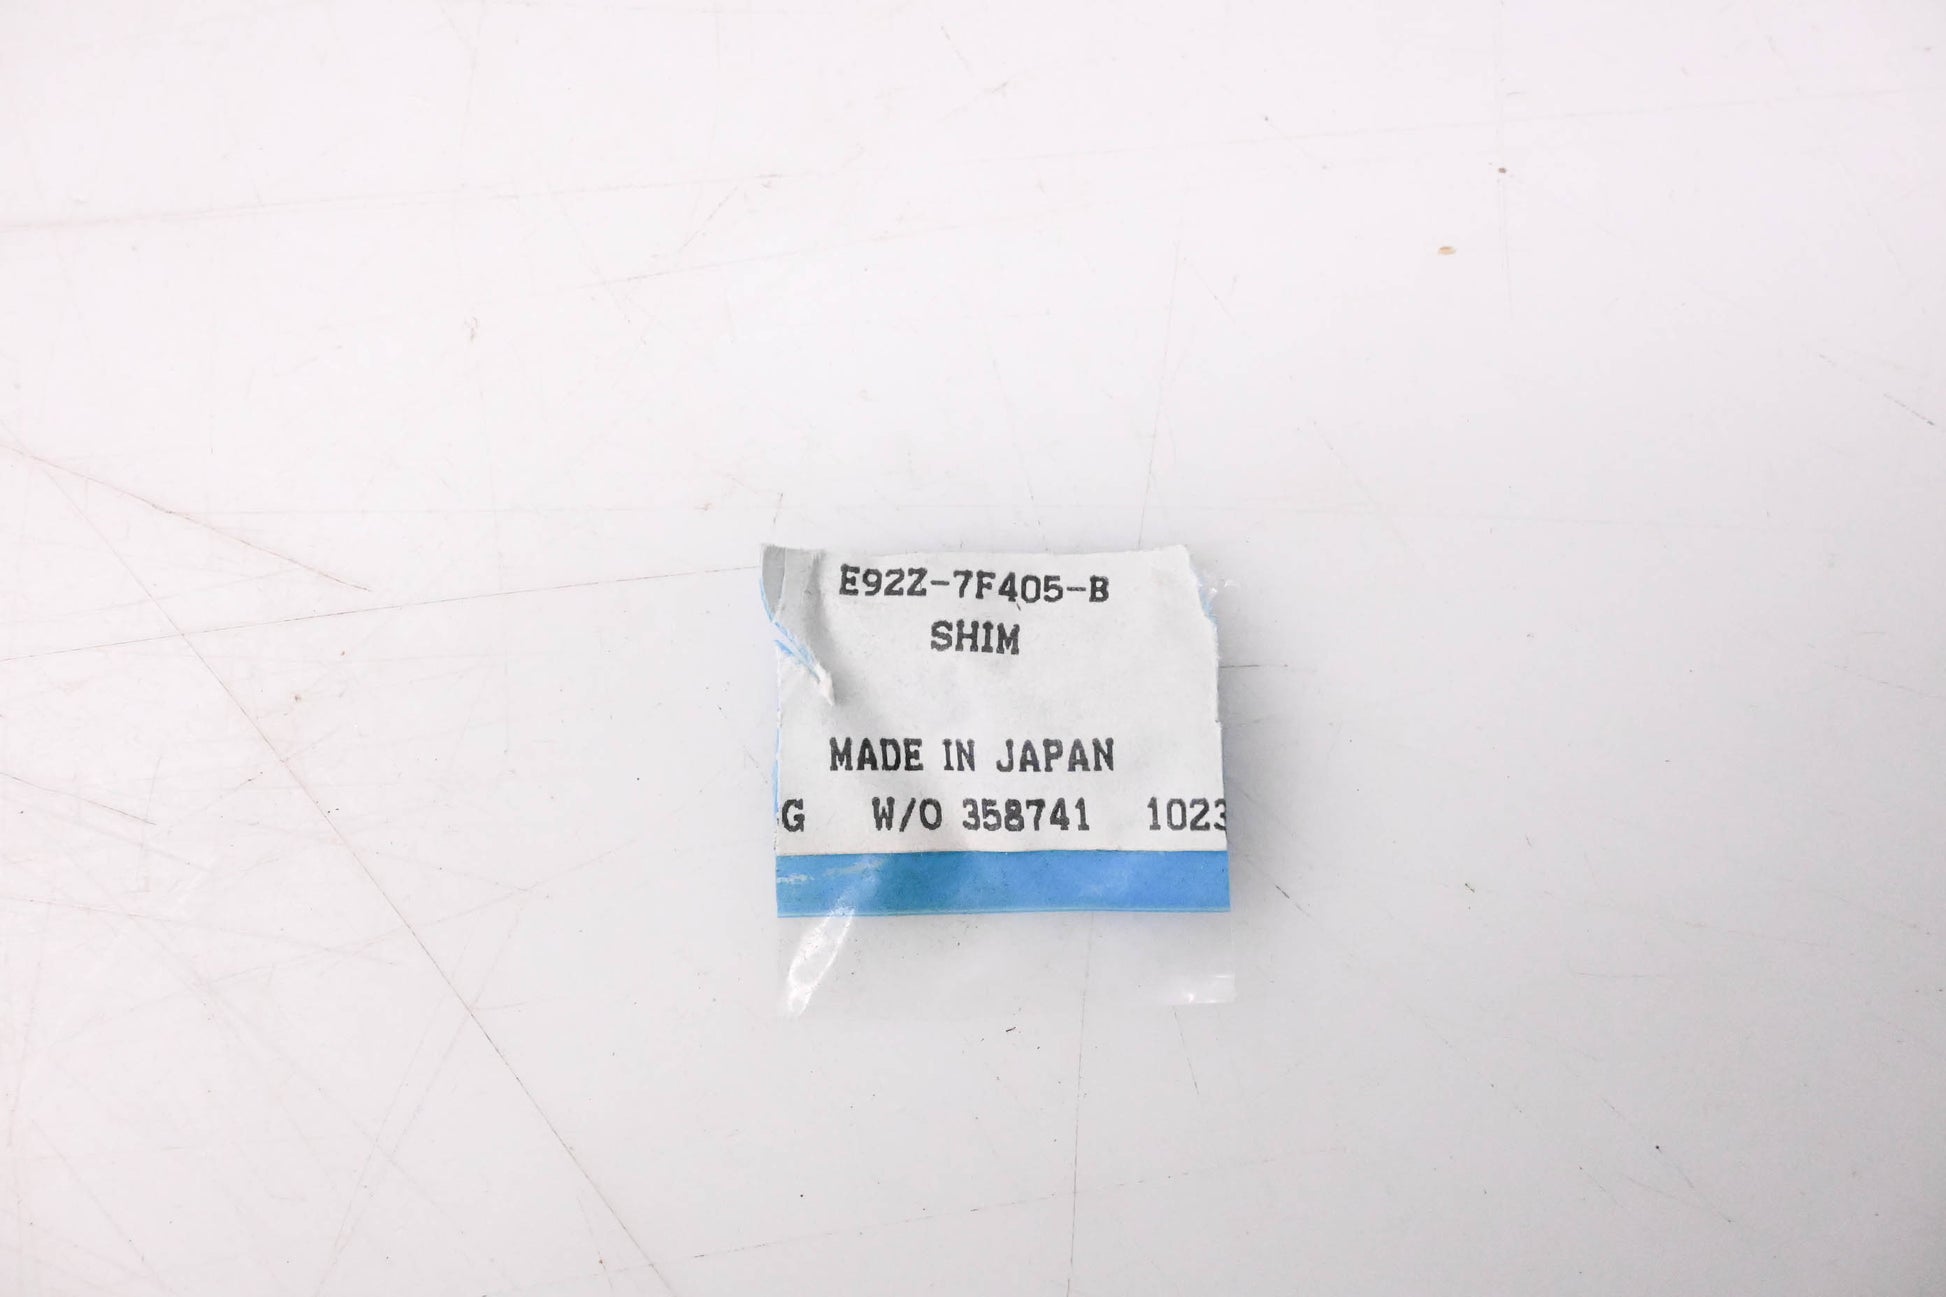 E92Z-7F405-B
SHIM
MADE IN JAPAN
G W/O 358741 1023